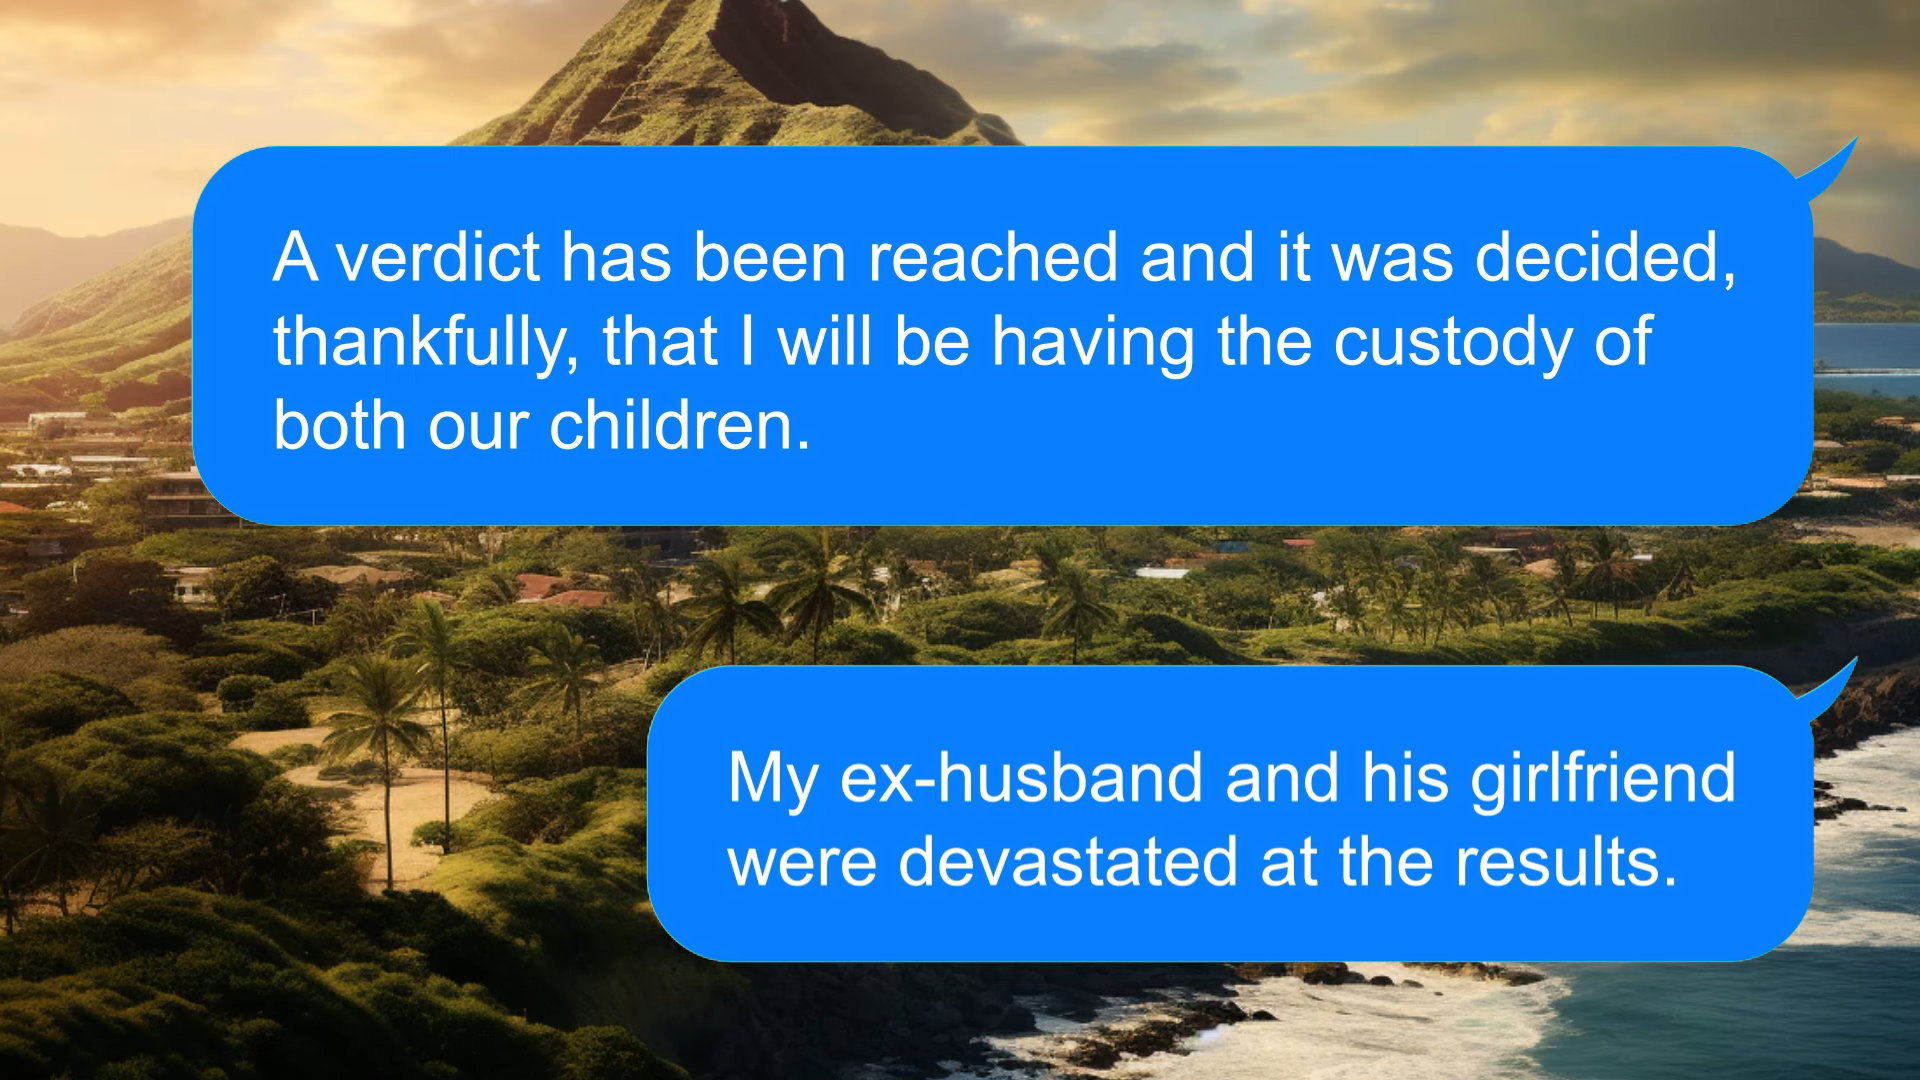 A verdict has been reached and it was decided,
thankfully, that I will be having the custody of
both our children.
My ex-husband and his girlfriend
were devastated at the results.